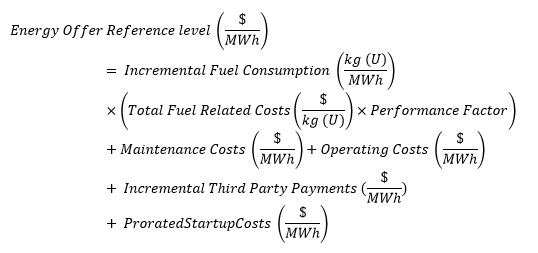 Energy Offer Reference level ($/MWh)
= Incremental Fuel Consumption (kg (U)/MWh)
× (Total Fuel Related Costs ($/kg (U)) × Performance Factor)
+ Maintenance Costs ($/MWh) + Operating Costs ($/MWh)
+ Incremental Third Party Payments ($/MWh)
+ ProratedStartupCosts ($/MWh)